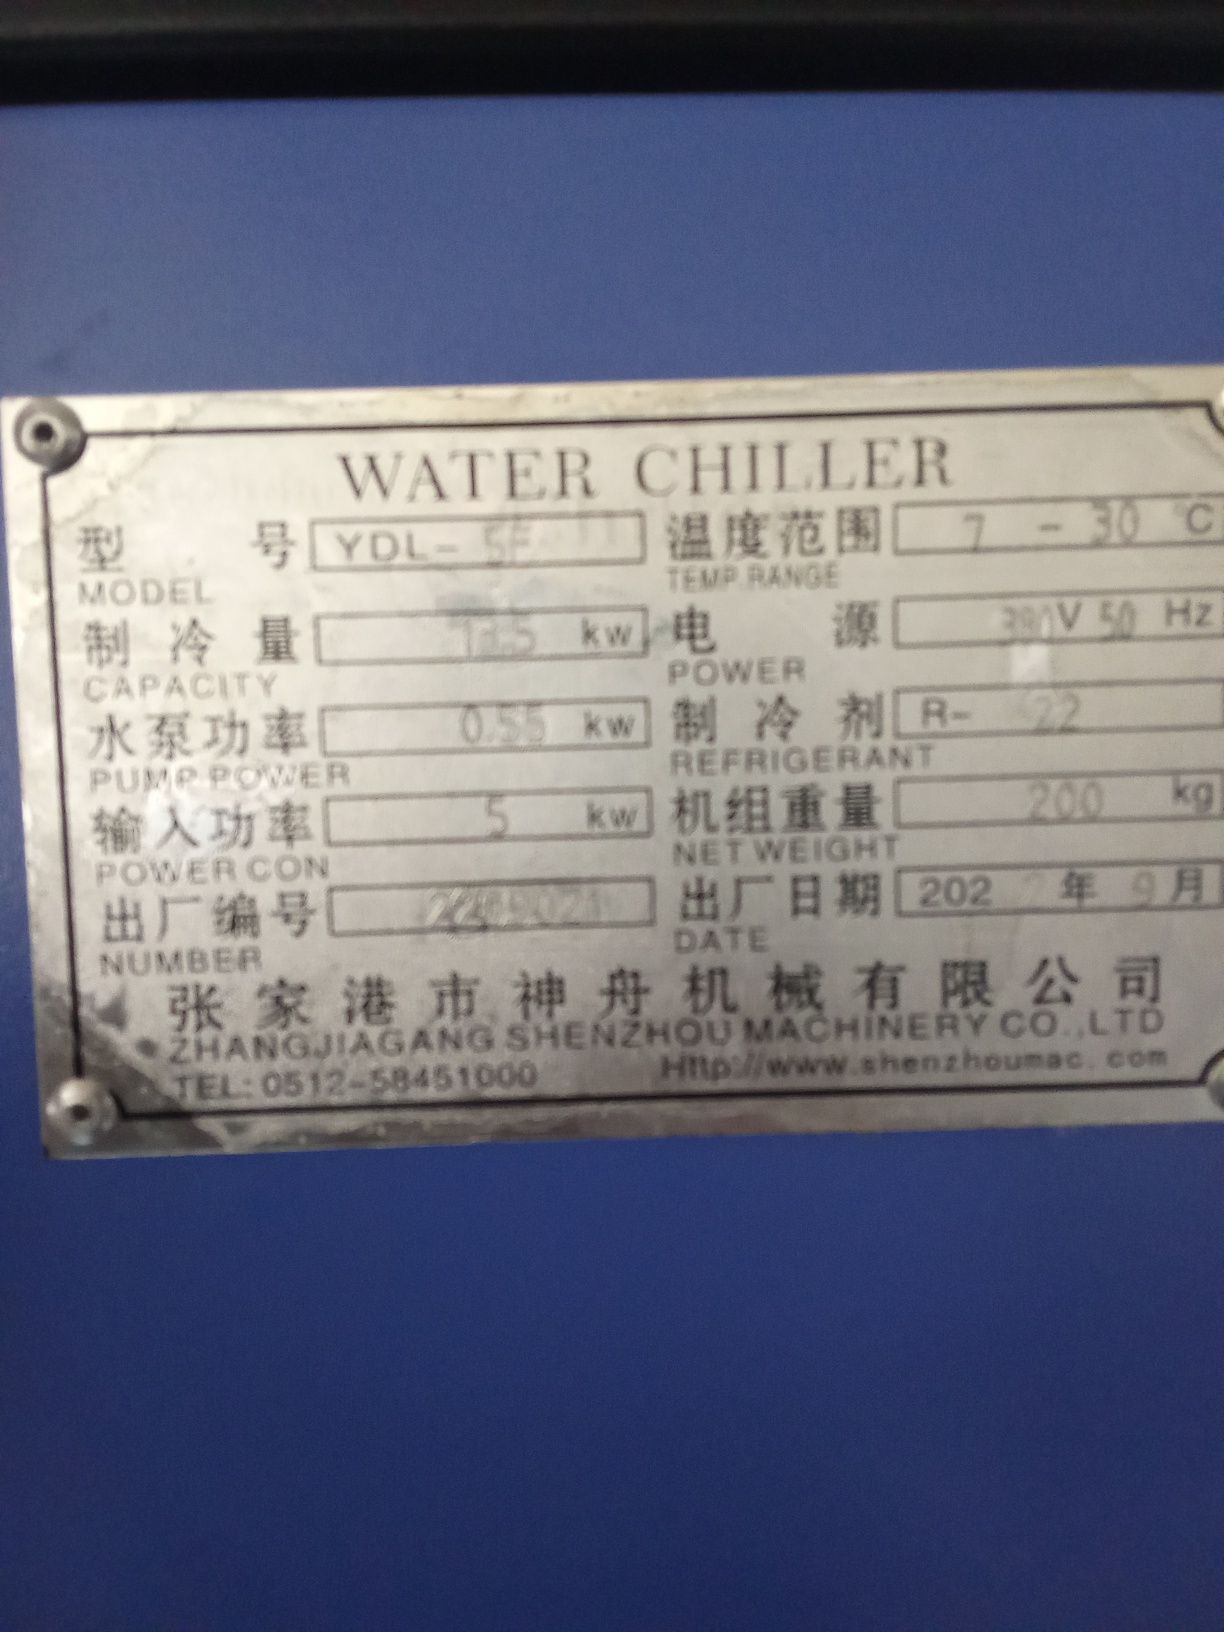 WATER CHILLER
型 号 YDL- 5F 温度范围 7 - 30 °C
MODEL TEMP.RANGE
制冷量 13.5 kw 电 源 380V 50 Hz
CAPACITY POWER
水泵功率 0.55 kw 制冷剂 R- 22
PUMP POWER REFRIGERANT
输入功率 5 kw 机组重量 200 kg
POWER CON NET WEIGHT
出厂编号 出厂日期 202 年 9 月
NUMBER DATE
张家港市神舟机械有限公司
ZHANGJIAGANG SHENZHOU MACHINERY CO.,LTD
TEL: 0512-58451000 Http://www.shenzhoumac.com